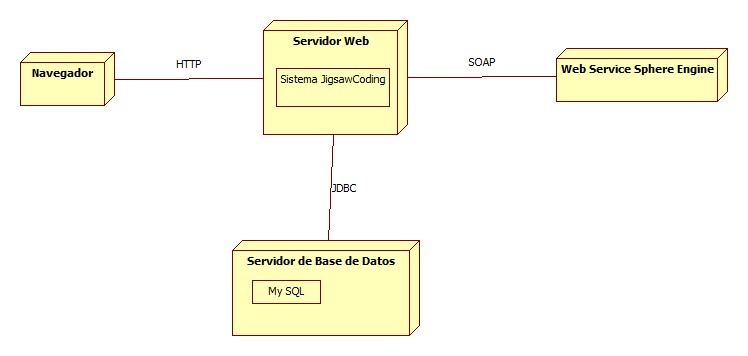 Servidor Web
Navegador
HTTP
Sistema JigsawCoding
SOAP
Web Service Sphere Engine
JDBC
Servidor de Base de Datos
My SQL